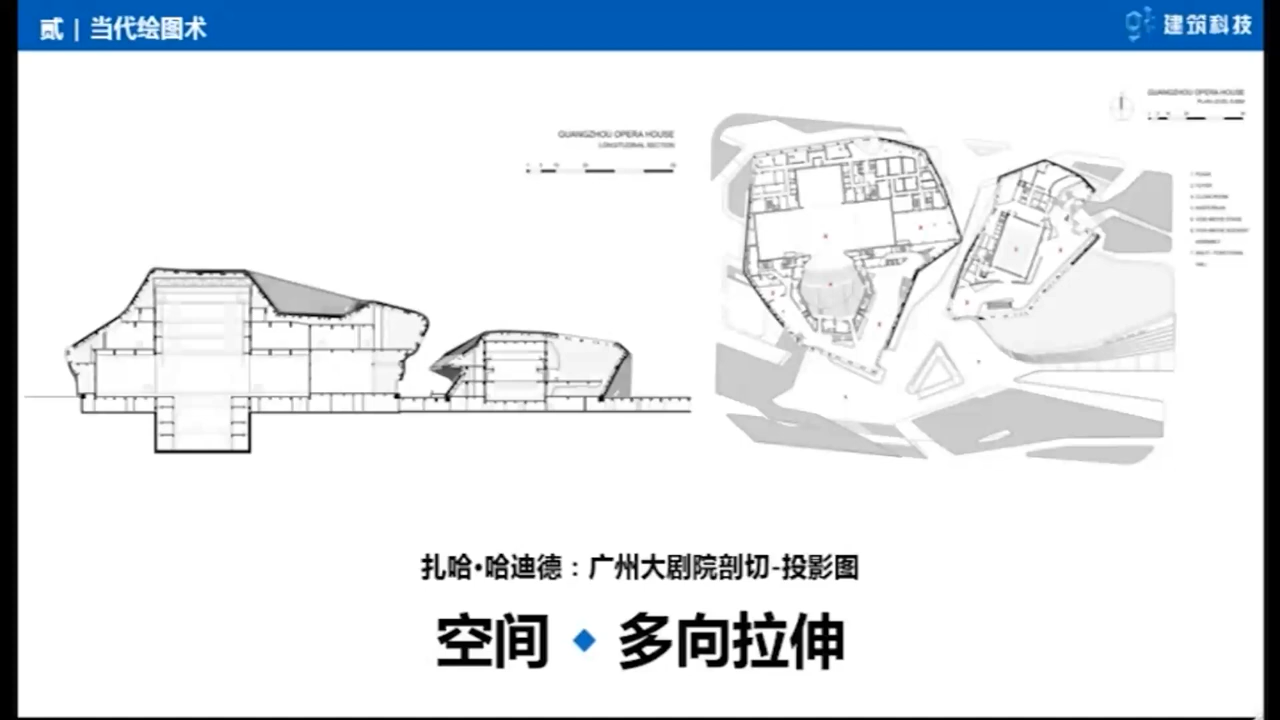 贰 | 当代绘图术
建筑科技
GUANGZHOU OPERA HOUSE
LONGITUDINAL SECTION
GUANGZHOU OPERA HOUSE
扎哈·哈迪德：广州大剧院剖切-投影图
空间 ◆ 多向拉伸